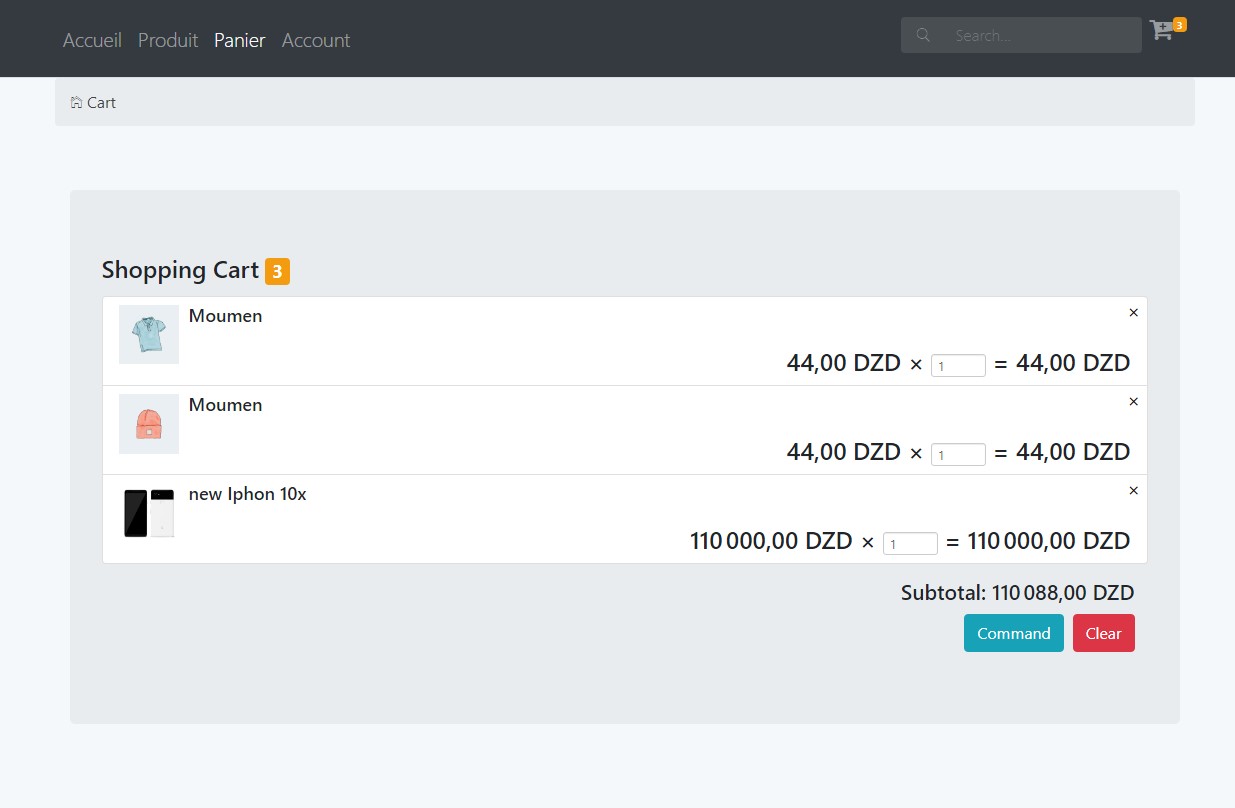 Accueil Produit Panier Account Search... 3
Cart
Shopping Cart 3
Moumen ×
44,00 DZD × 1 = 44,00 DZD
Moumen ×
44,00 DZD × 1 = 44,00 DZD
new Iphon 10x ×
110 000,00 DZD × 1 = 110 000,00 DZD
Subtotal: 110 088,00 DZD
Command Clear